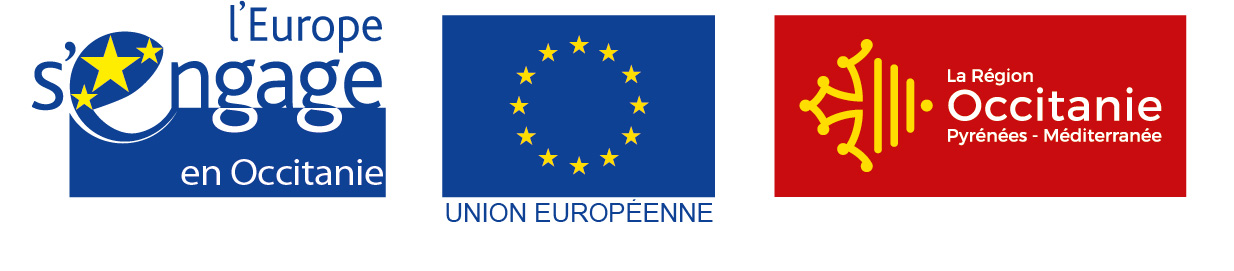 l'Europe
s'engage
en Occitanie
UNION EUROPÉENNE
La Région
Occitanie
Pyrénées - Méditerranée